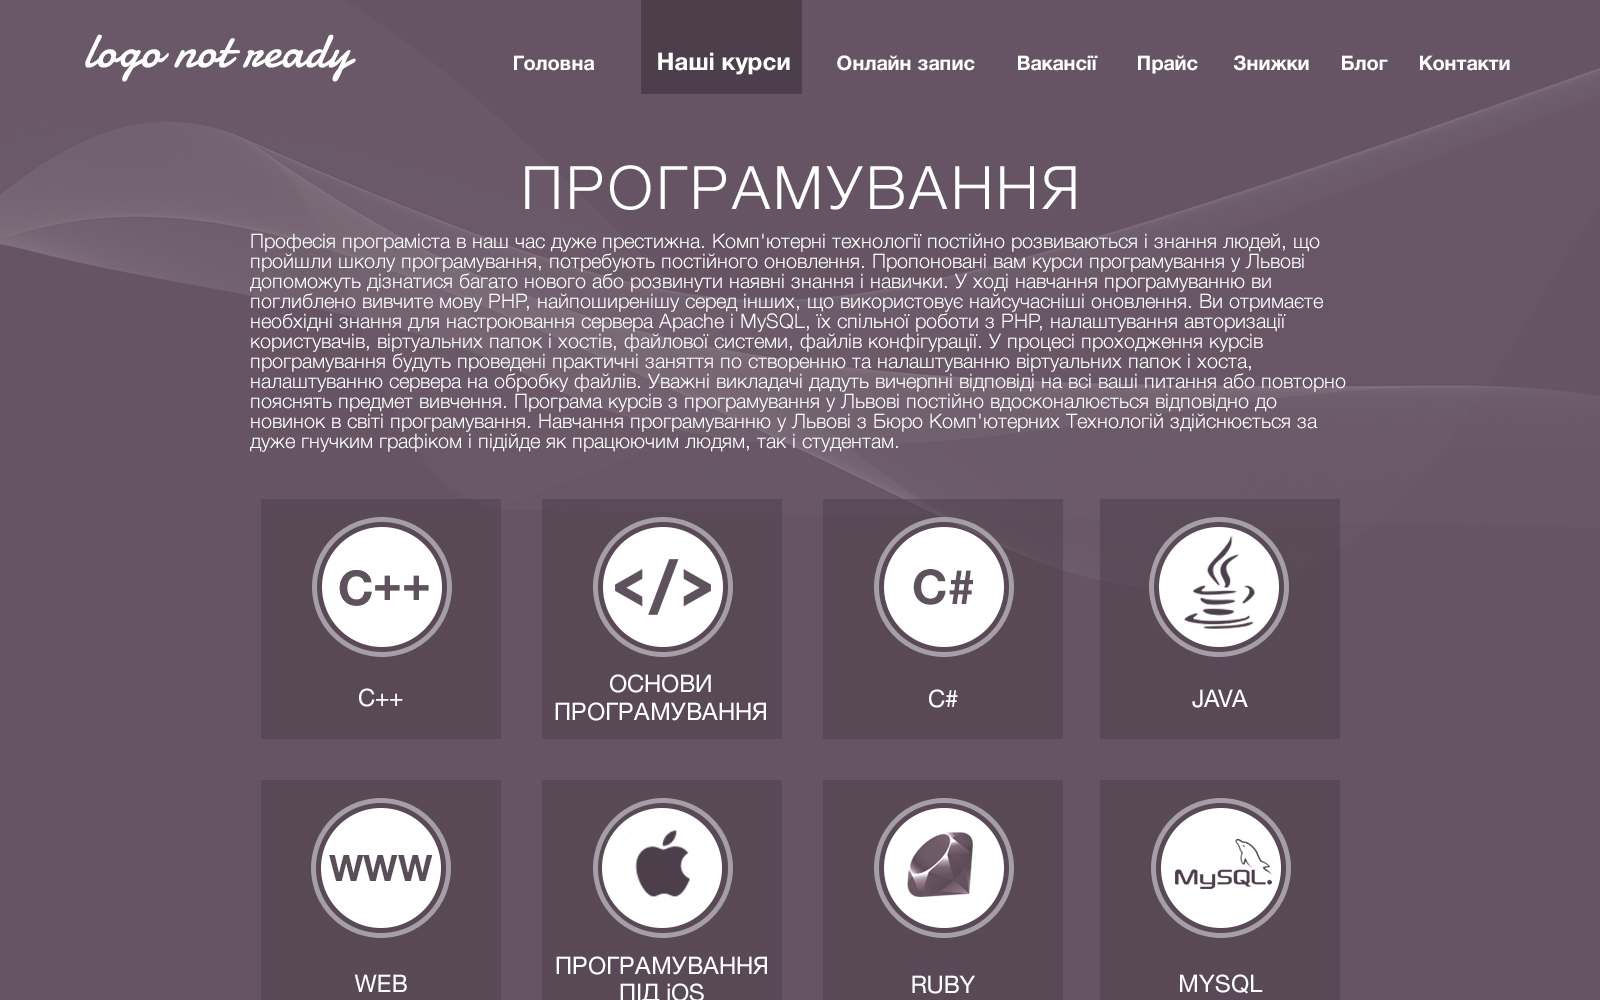 logo not ready
Головна Наші курси Онлайн запис Вакансії Прайс Знижки Блог Контакти
ПРОГРАМУВАННЯ
Професія програміста в наш час дуже престижна. Комп'ютерні технології постійно розвиваються і знання людей, що
пройшли школу програмування, потребують постійного оновлення. Пропоновані вам курси програмування у Львові
допоможуть дізнатися багато нового або розвинути наявні знання і навички. У ході навчання програмуванню ви
поглиблено вивчите мову PHP, найпоширенішу серед інших, що використовує найсучасніші оновлення. Ви отримаєте
необхідні знання для настроювання сервера Apache і MySQL, їх спільної роботи з PHP, налаштування авторизації
користувачів, віртуальних папок і хостів, файлової системи, файлів конфігурації. У процесі проходження курсів
програмування будуть проведені практичні заняття по створенню та налаштуванню віртуальних папок і хоста,
налаштуванню сервера на обробку файлів. Уважні викладачі дадуть вичерпні відповіді на всі ваші питання або повторно
пояснять предмет вивчення. Програма курсів з програмування у Львові постійно вдосконалюється відповідно до
новинок в світі програмування. Навчання програмуванню у Львові з Бюро Комп'ютерних Технологій здійснюється за
дуже гнучким графіком і підійде як працюючим людям, так і студентам.
C++
C++
</>
ОСНОВИ
ПРОГРАМУВАННЯ
C#
C#
JAVA
WWW
WEB
ПРОГРАМУВАННЯ
ПІД iOS
RUBY
MySQL.
MYSQL